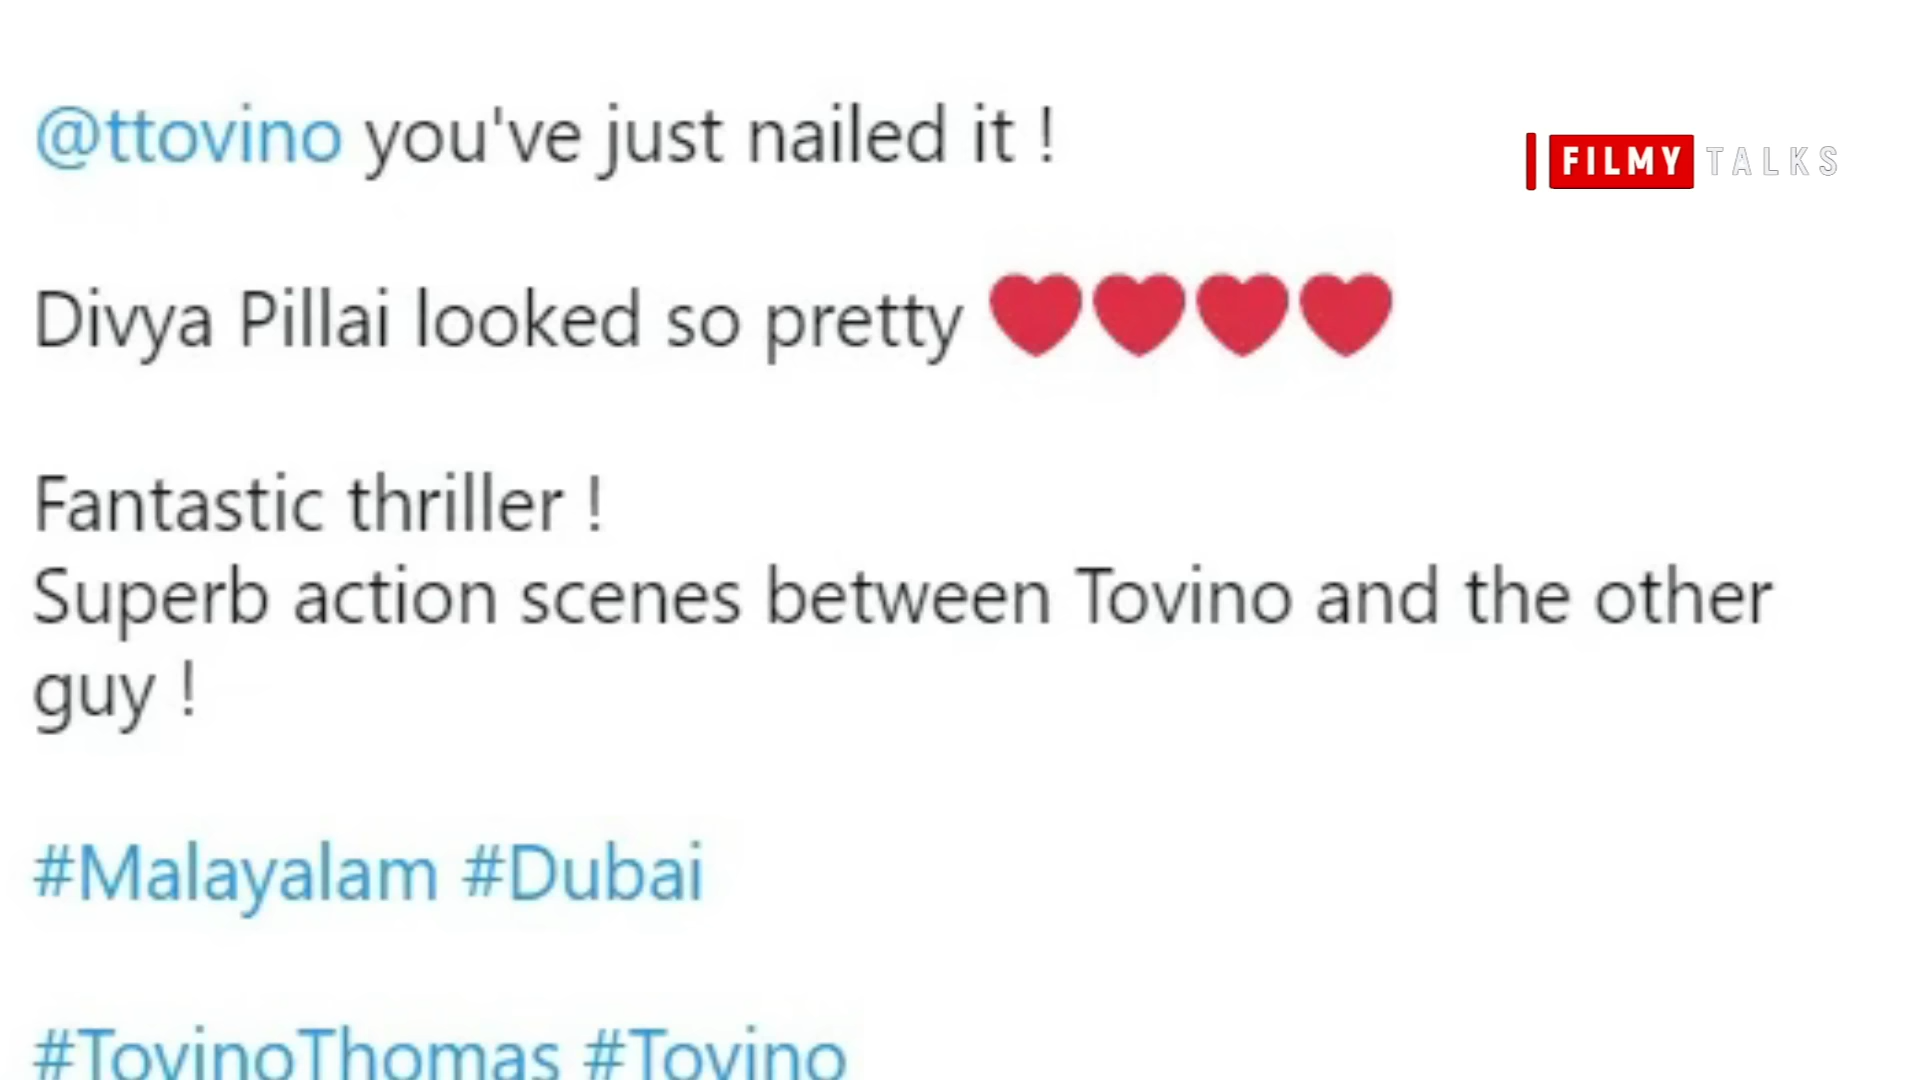 @ttovino you've just nailed it !
FILMY TALKS
Divya Pillai looked so pretty ❤❤❤❤
Fantastic thriller !
Superb action scenes between Tovino and the other
guy !
#Malayalam #Dubai
#TovinoThomas #Tovino